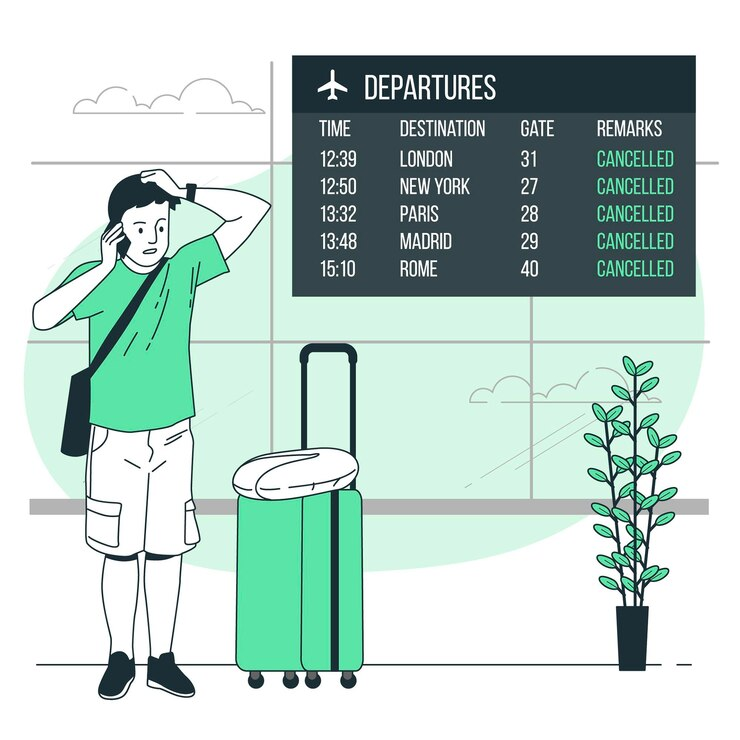 DEPARTURES
TIME DESTINATION GATE REMARKS
12:39 LONDON 31 CANCELLED
12:50 NEW YORK 27 CANCELLED
13:32 PARIS 28 CANCELLED
13:48 MADRID 29 CANCELLED
15:10 ROME 40 CANCELLED